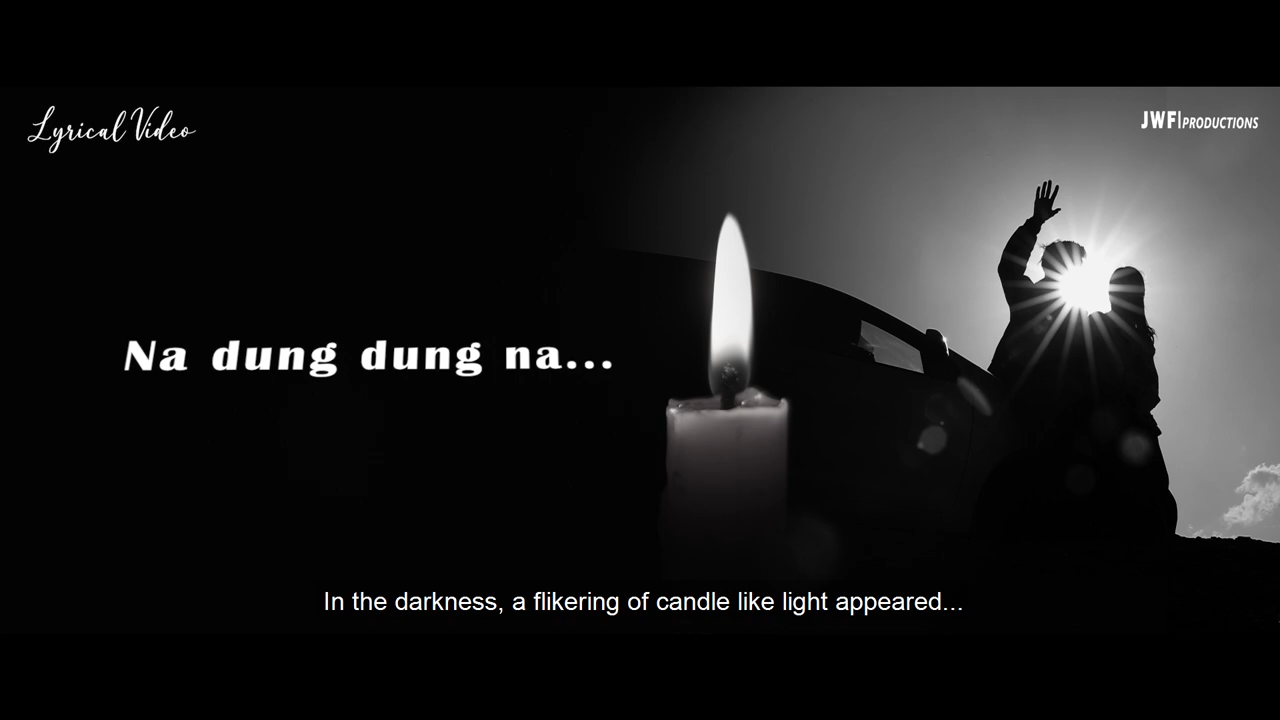 Lyrical Video
JWF|PRODUCTIONS
Na dung dung na...
In the darkness, a flikering of candle like light appeared...